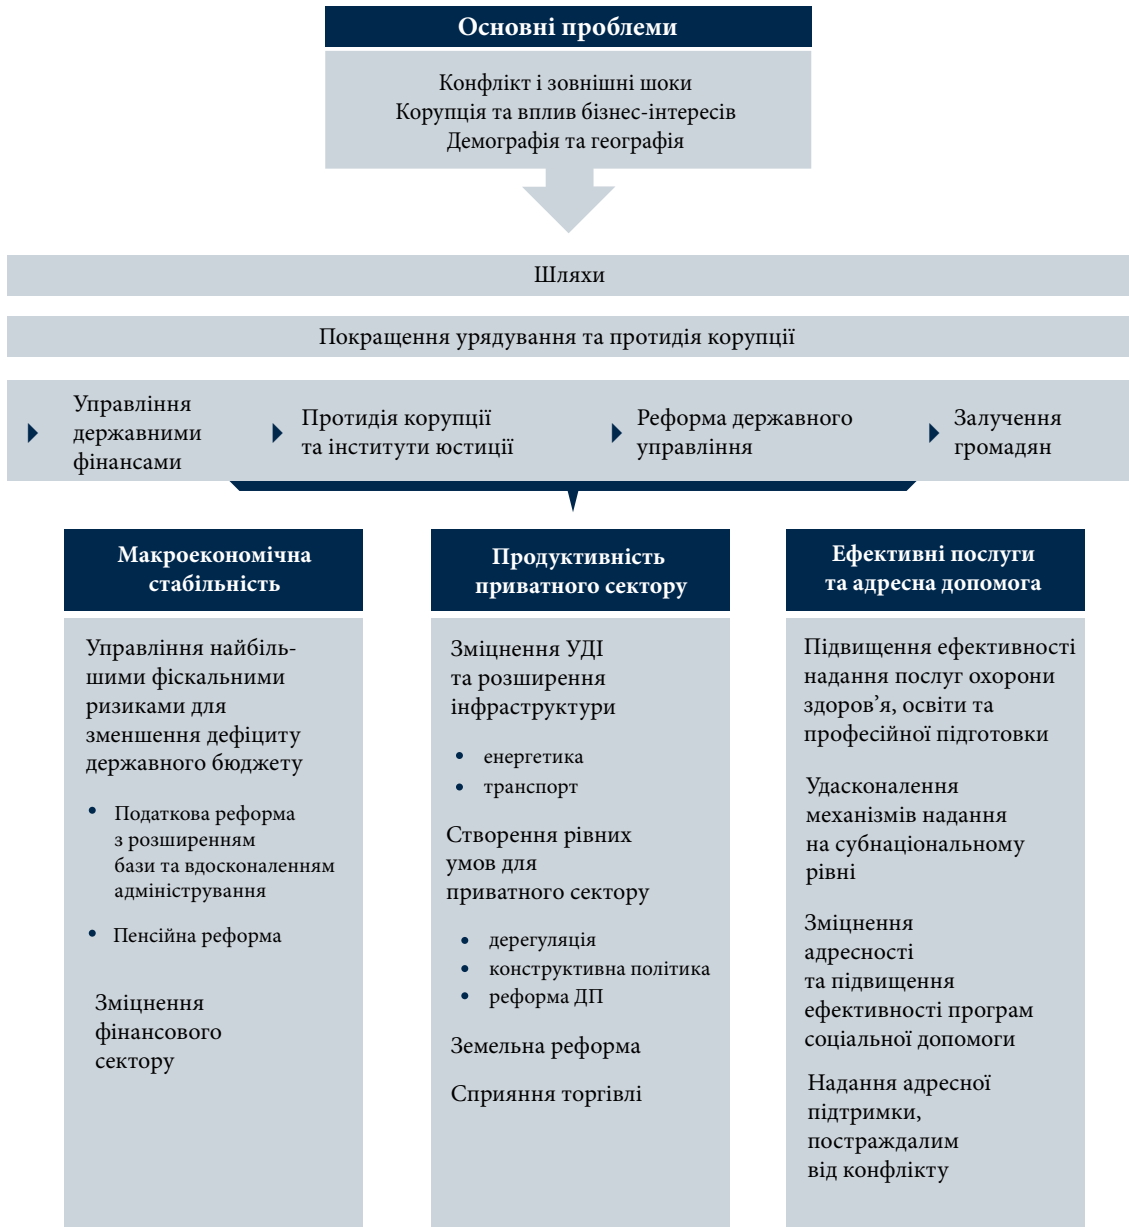 Основні проблеми
Конфлікт і зовнішні шоки
Корупція та вплив бізнес-інтересів
Демографія та географія
Шляхи
Покращення урядування та протидія корупції
Управління
державними
фінансами
Протидія корупції
та інститути юстиції
Реформа державного
управління
Залучення
громадян
Макроекономічна
стабільність
Управління найбіль-
шими фіскальними
ризиками для
зменшення дефіциту
державного бюджету
• Податкова реформа
з розширенням
бази та вдосконаленням
адміністрування
• Пенсійна реформа
Зміцнення
фінансового
сектору
Продуктивність
приватного сектору
Зміцнення УДІ
та розширення
інфраструктури
• енергетика
• транспорт
Створення рівних
умов для
приватного сектору
• дерегуляція
• конструктивна політика
• реформа ДП
Земельна реформа
Сприяння торгівлі
Ефективні послуги
та адресна допомога
Підвищення ефективності
надання послуг охорони
здоров’я, освіти та
професійної підготовки
Удасконалення
механізмів надання
на субнаціональному
рівні
Зміцнення
адресності
та підвищення
ефективності програм
соціальної допомоги
Надання адресної
підтримки,
постраждалим
від конфлікту